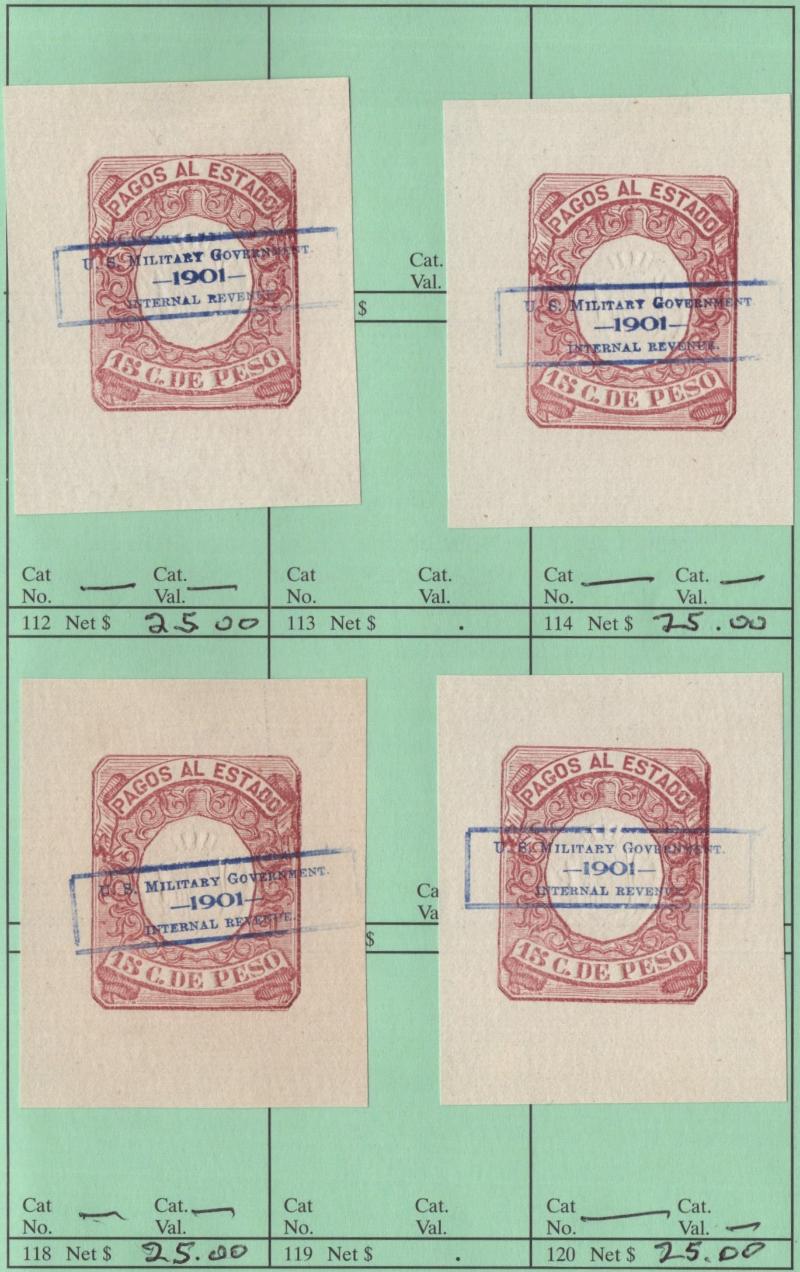 PAGOS AL ESTADO
U. S. MILITARY GOVERNMENT.
—1901—
INTERNAL REVENUE.
15 C. DE PESO
Cat.
Val.
$
PAGOS AL ESTADO
U. S. MILITARY GOVERNMENT
—1901—
INTERNAL REVENUE.
15 C. DE PESO
Cat — Cat. —
No. Val.
112 Net $ 25 00
Cat Cat.
No. Val.
113 Net $ .
Cat — Cat. —
No. Val.
114 Net $ 25.00
PAGOS AL ESTADO
U. S. MILITARY GOVERNMENT.
—1901—
INTERNAL REVENUE.
15 C. DE PESO
Ca
Va
$
PAGOS AL ESTADO
U. S. MILITARY GOVERNMENT.
—1901—
INTERNAL REVENUE
15 C. DE PESO
Cat — Cat. —
No. Val.
118 Net $ 25.00
Cat Cat.
No. Val.
119 Net $ .
Cat — Cat.
No. Val. —
120 Net $ 25.00